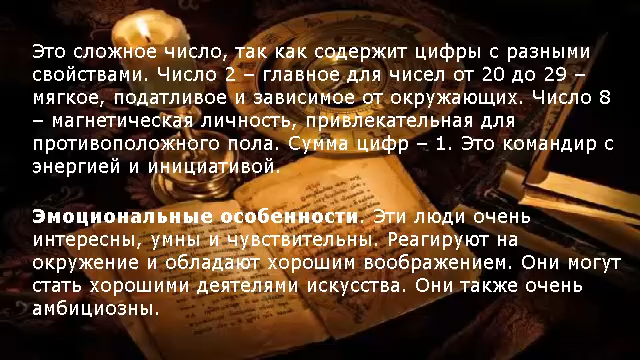 Это сложное число, так как содержит цифры с разными
свойствами. Число 2 – главное для чисел от 20 до 29 –
мягкое, податливое и зависимое от окружающих. Число 8
– магнетическая личность, привлекательная для
противоположного пола. Сумма цифр – 1. Это командир с
энергией и инициативой.
Эмоциональные особенности. Эти люди очень
интересны, умны и чувствительны. Реагируют на
окружение и обладают хорошим воображением. Они могут
стать хорошими деятелями искусства. Они также очень
амбициозны.